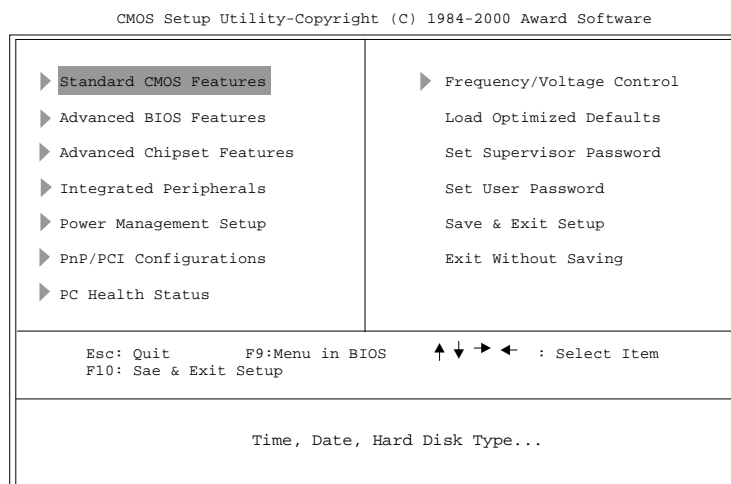 CMOS Setup Utility-Copyright (C) 1984-2000 Award Software
Standard CMOS Features
Advanced BIOS Features
Advanced Chipset Features
Integrated Peripherals
Power Management Setup
PnP/PCI Configurations
PC Health Status
Frequency/Voltage Control
Load Optimized Defaults
Set Supervisor Password
Set User Password
Save & Exit Setup
Exit Without Saving
Esc: Quit F9:Menu in BIOS : Select Item
F10: Sae & Exit Setup
Time, Date, Hard Disk Type...